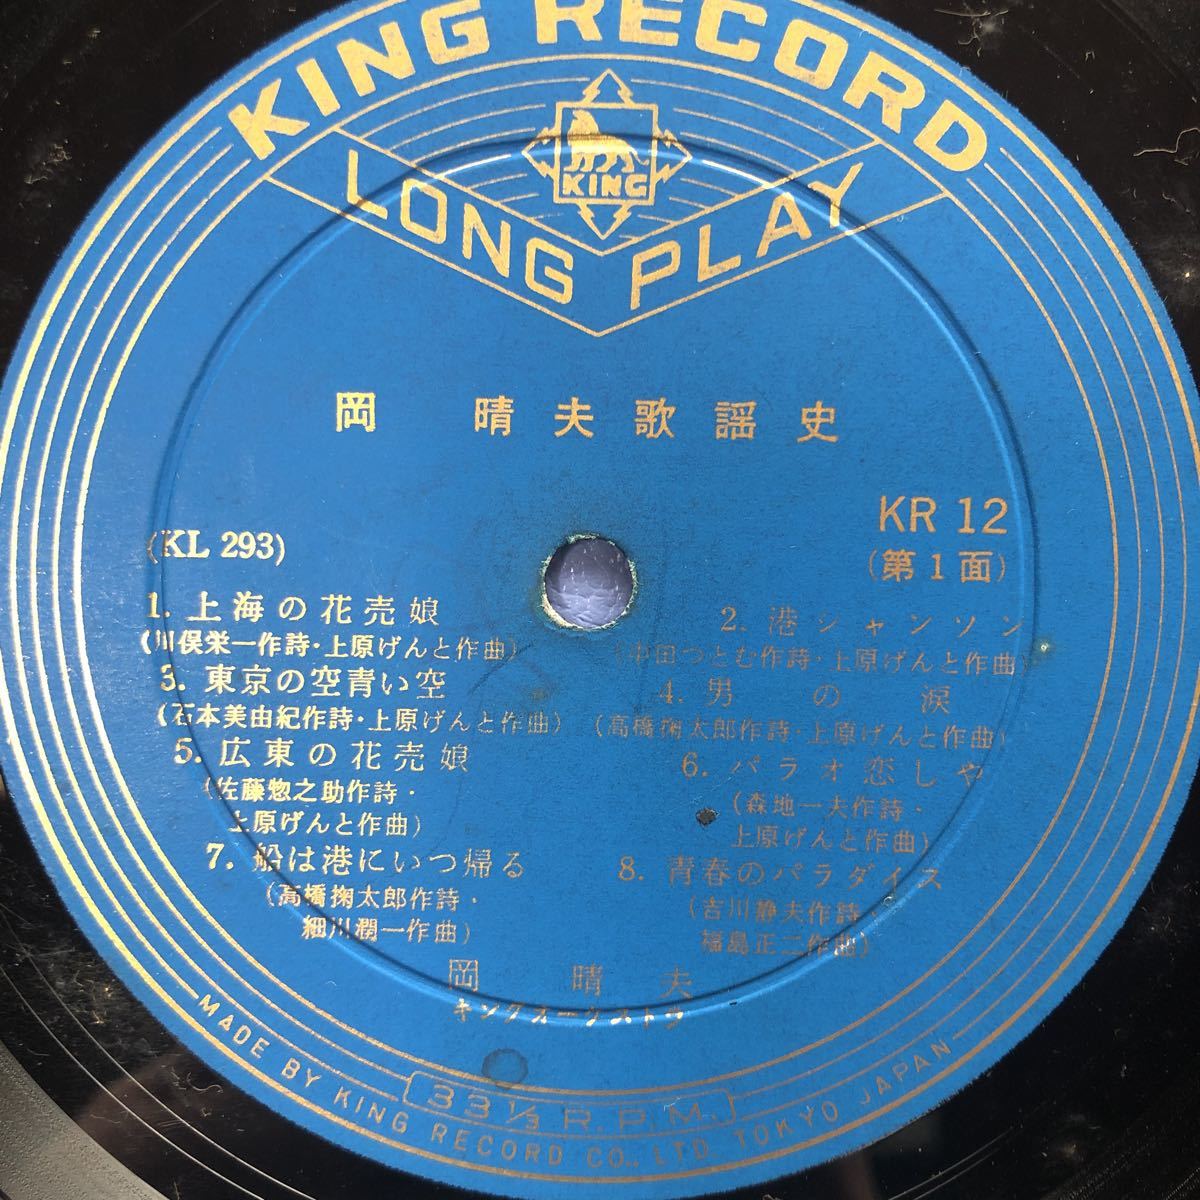 KING RECORD
KING
LONG PLAY
岡 晴夫歌謡史
KR 12
(KL 293)
(第1面)
1. 上海の花売娘
(川俣栄一作詩・上原げんと作曲)
2. 港シャンソン
(内田つとむ作詩・上原げんと作曲)
3. 東京の空青い空
(石本美由紀作詩・上原げんと作曲)
4. 男の涙
(高橋掬太郎作詩・上原げんと作曲)
5. 広東の花売娘
(佐藤惣之助作詩・
上原げんと作曲)
6. パラオ恋しや
(森地一夫作詩・
上原げんと作曲)
7. 船は港にいつ帰る
(高橋掬太郎作詩・
細川潤一作曲)
8. 青春のパラダイス
(吉川静夫作詩・
福島正二作曲)
岡 晴夫
キングオーケストラ
33⅓ R.P.M.
MADE BY KING RECORD CO., LTD. TOKYO JAPAN